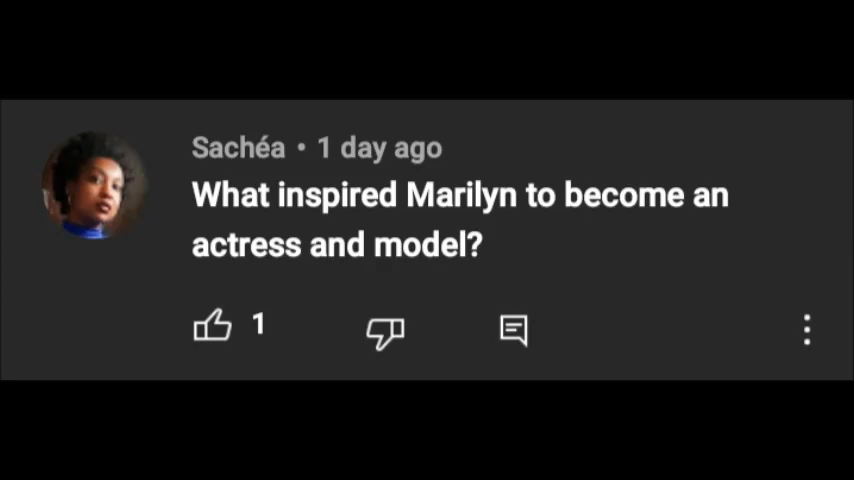 Sachéa • 1 day ago
What inspired Marilyn to become an
actress and model?
1